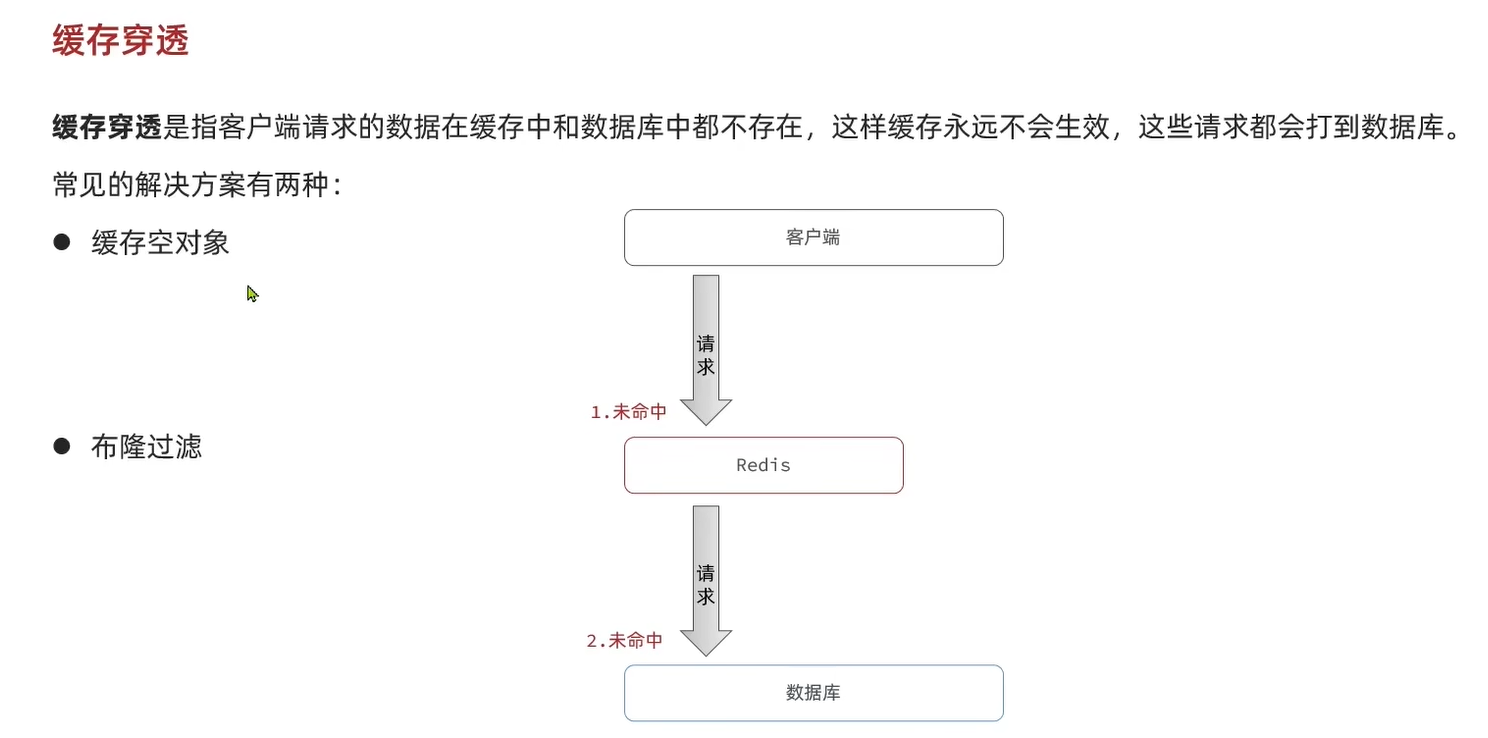 缓存穿透
缓存穿透是指客户端请求的数据在缓存中和数据库中都不存在，这样缓存永远不会生效，这些请求都会打到数据库。
常见的解决方案有两种：
● 缓存空对象
● 布隆过滤
客户端
请
求
1.未命中
Redis
请
求
2.未命中
数据库